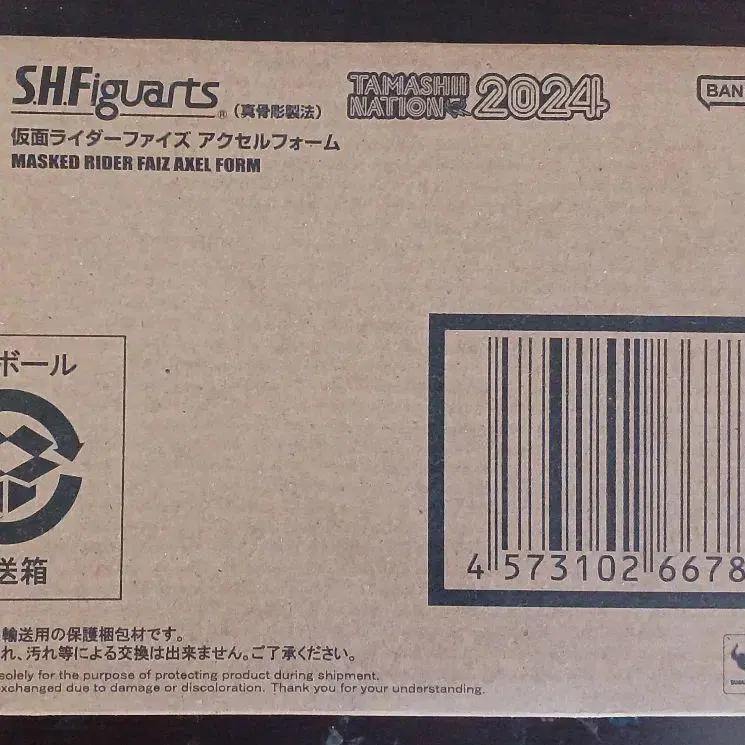 S.H.Figuarts® (真骨彫製法)
TAMASHII NATION 2024
BAN
仮面ライダーファイズ アクセルフォーム
MASKED RIDER FAIZ AXEL FORM
ボール
送箱
4 573102 6678
輸送用の保護梱包材です。
れ、汚れ等による交換は出来ません。ご了承ください。
solely for the purpose of protecting product during shipment.
xchanged due to damage or discoloration. Thank you for your understanding.